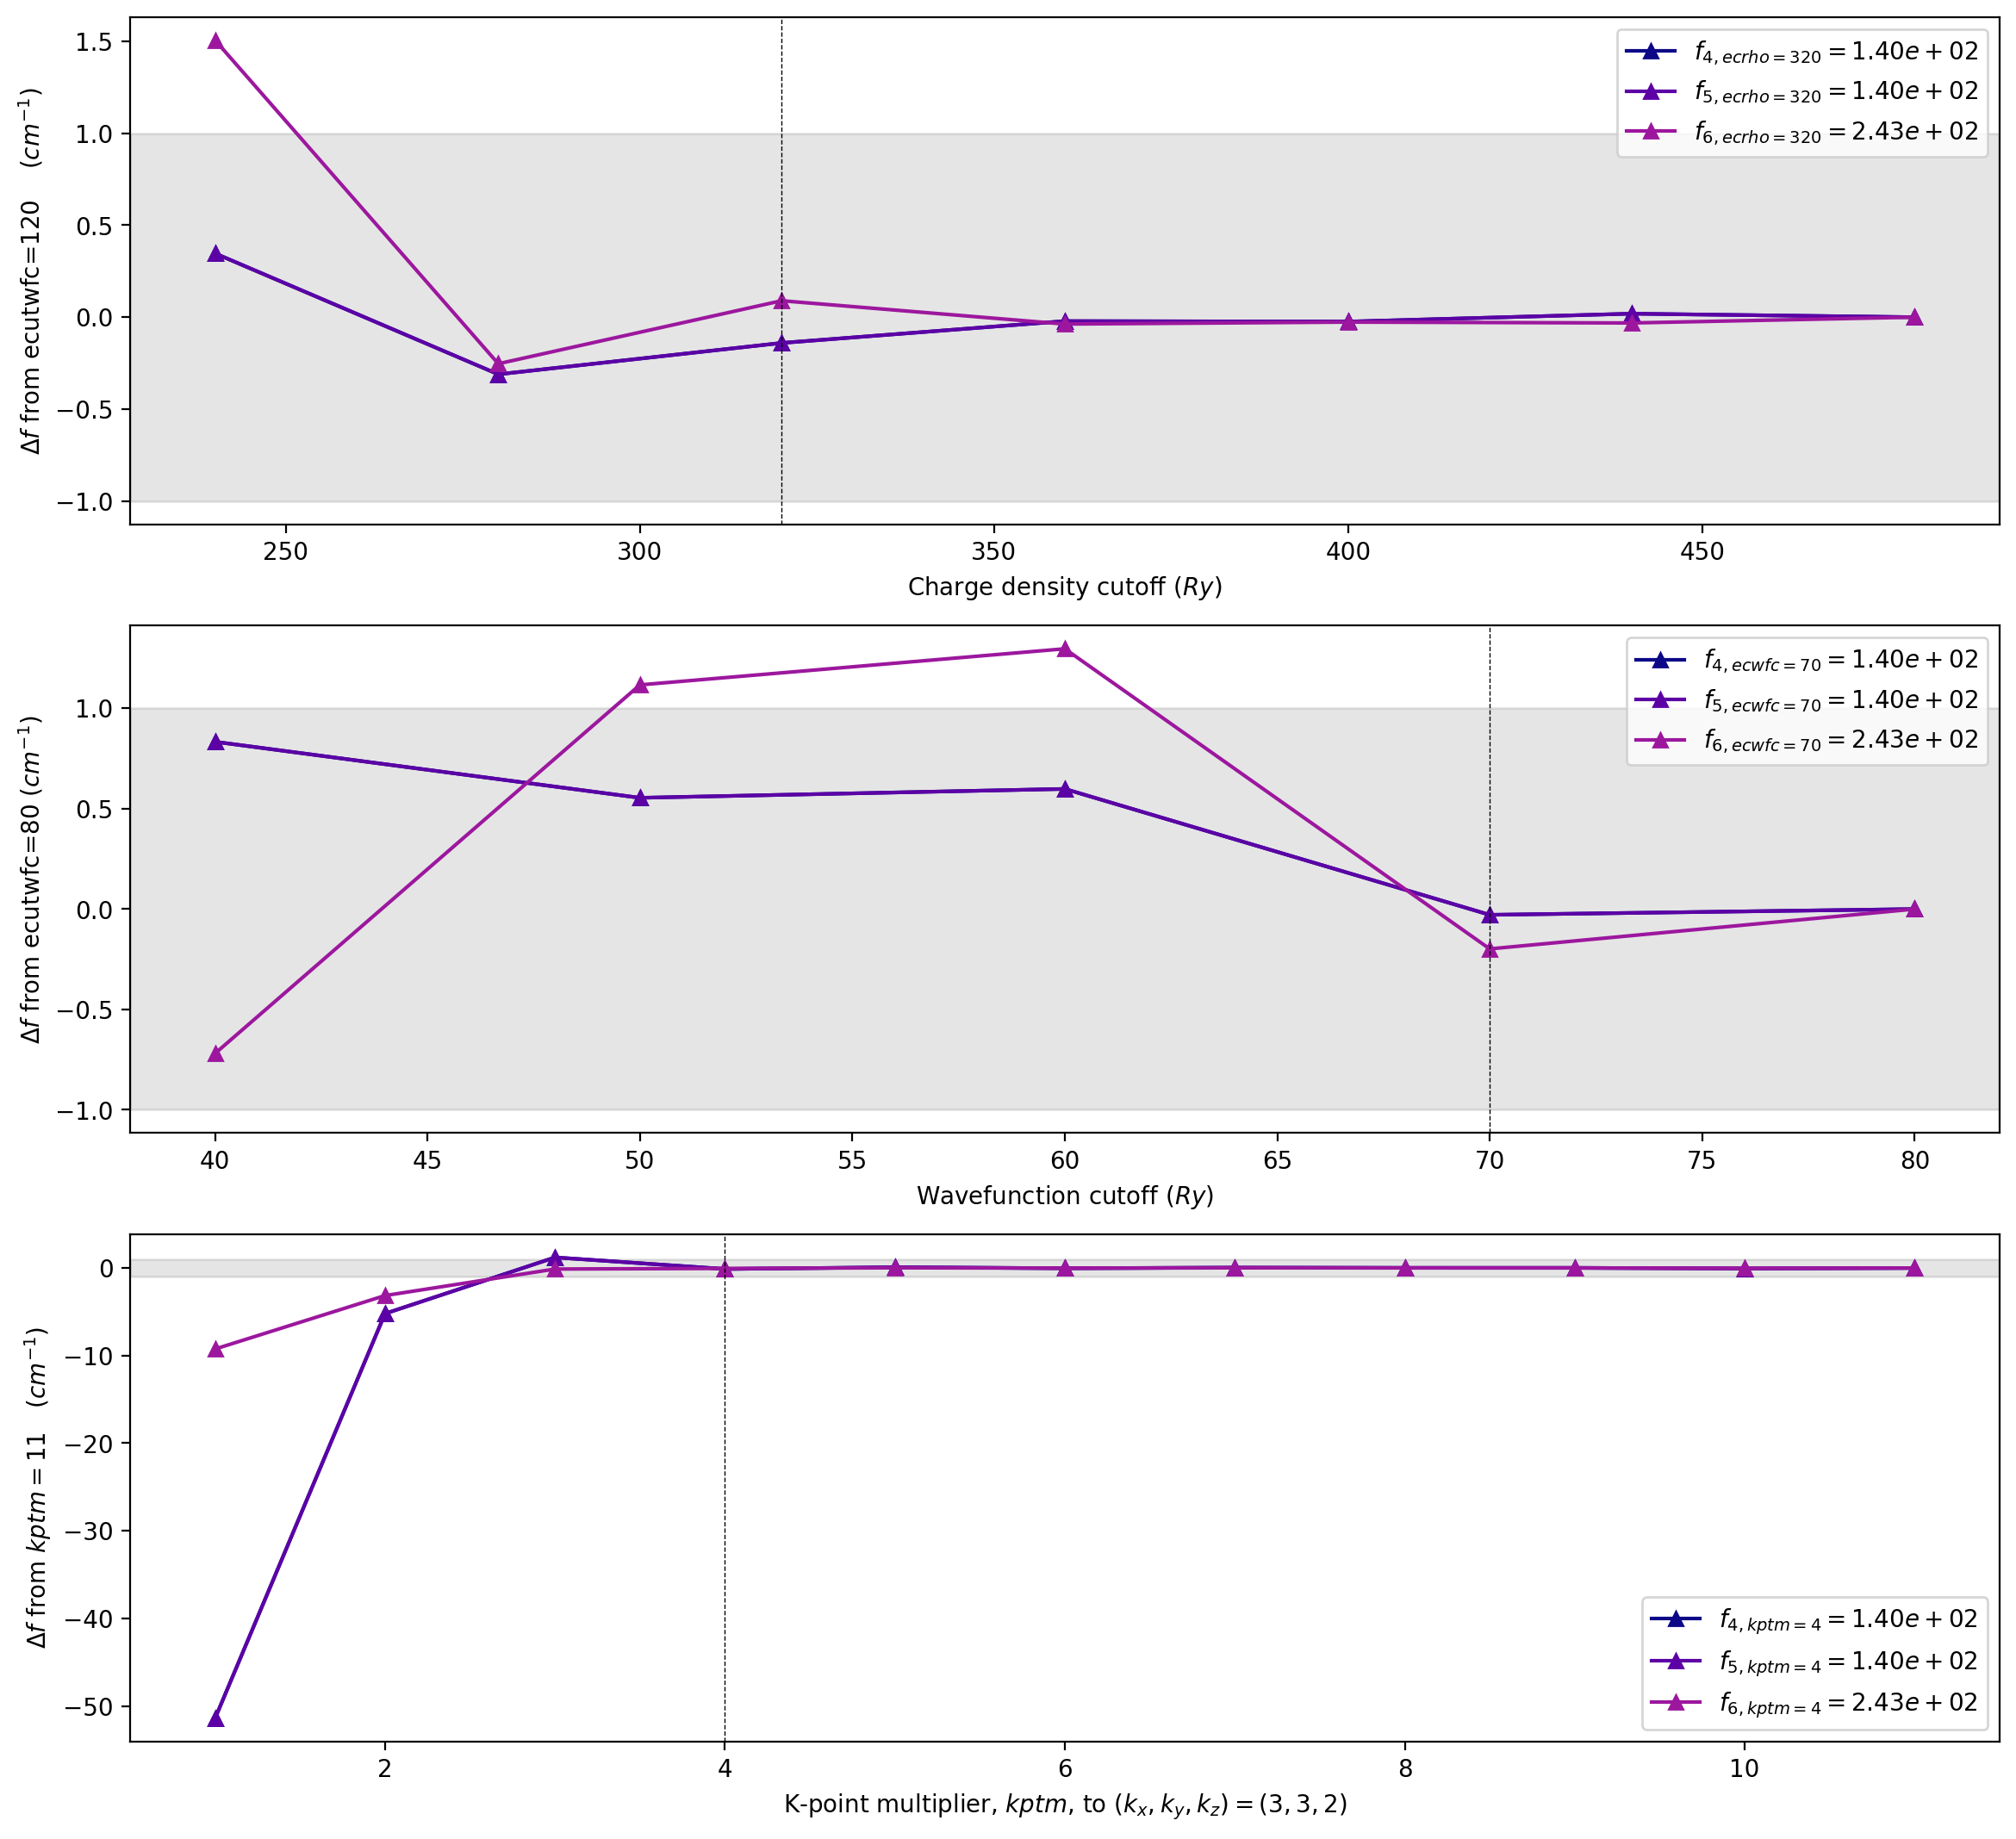 1.5
1.0
0.5
0.0
−0.5
−1.0
Δf from ecutwfc=120 (cm⁻¹)
f₄,ecrho=320 = 1.40e + 02
f₅,ecrho=320 = 1.40e + 02
f₆,ecrho=320 = 2.43e + 02
250 300 350 400 450
Charge density cutoff (Ry)
1.0
0.5
0.0
−0.5
−1.0
Δf from ecutwfc=80 (cm⁻¹)
f₄,ecwfc=70 = 1.40e + 02
f₅,ecwfc=70 = 1.40e + 02
f₆,ecwfc=70 = 2.43e + 02
40 45 50 55 60 65 70 75 80
Wavefunction cutoff (Ry)
0
−10
−20
−30
−40
−50
Δf from kptm = 11 (cm⁻¹)
f₄,kptm=4 = 1.40e + 02
f₅,kptm=4 = 1.40e + 02
f₆,kptm=4 = 2.43e + 02
2 4 6 8 10
K-point multiplier, kptm, to (kₓ, k_y, k_z) = (3, 3, 2)